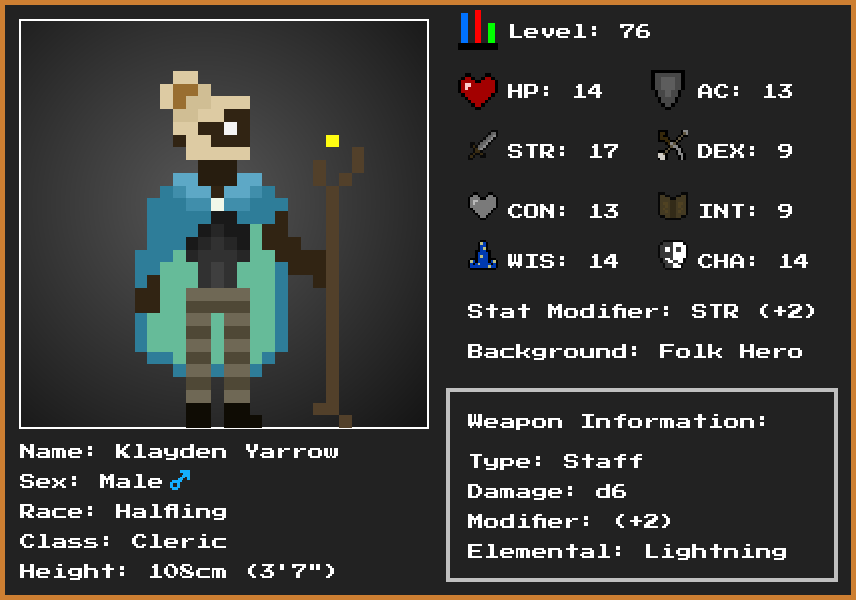 Level: 76
HP: 14 AC: 13
STR: 17 DEX: 9
CON: 13 INT: 9
WIS: 14 CHA: 14
Stat Modifier: STR (+2)
Background: Folk Hero
Weapon Information:
Type: Staff
Damage: d6
Modifier: (+2)
Elemental: Lightning
Name: Klayden Yarrow
Sex: Male ♂
Race: Halfling
Class: Cleric
Height: 108cm (3'7")